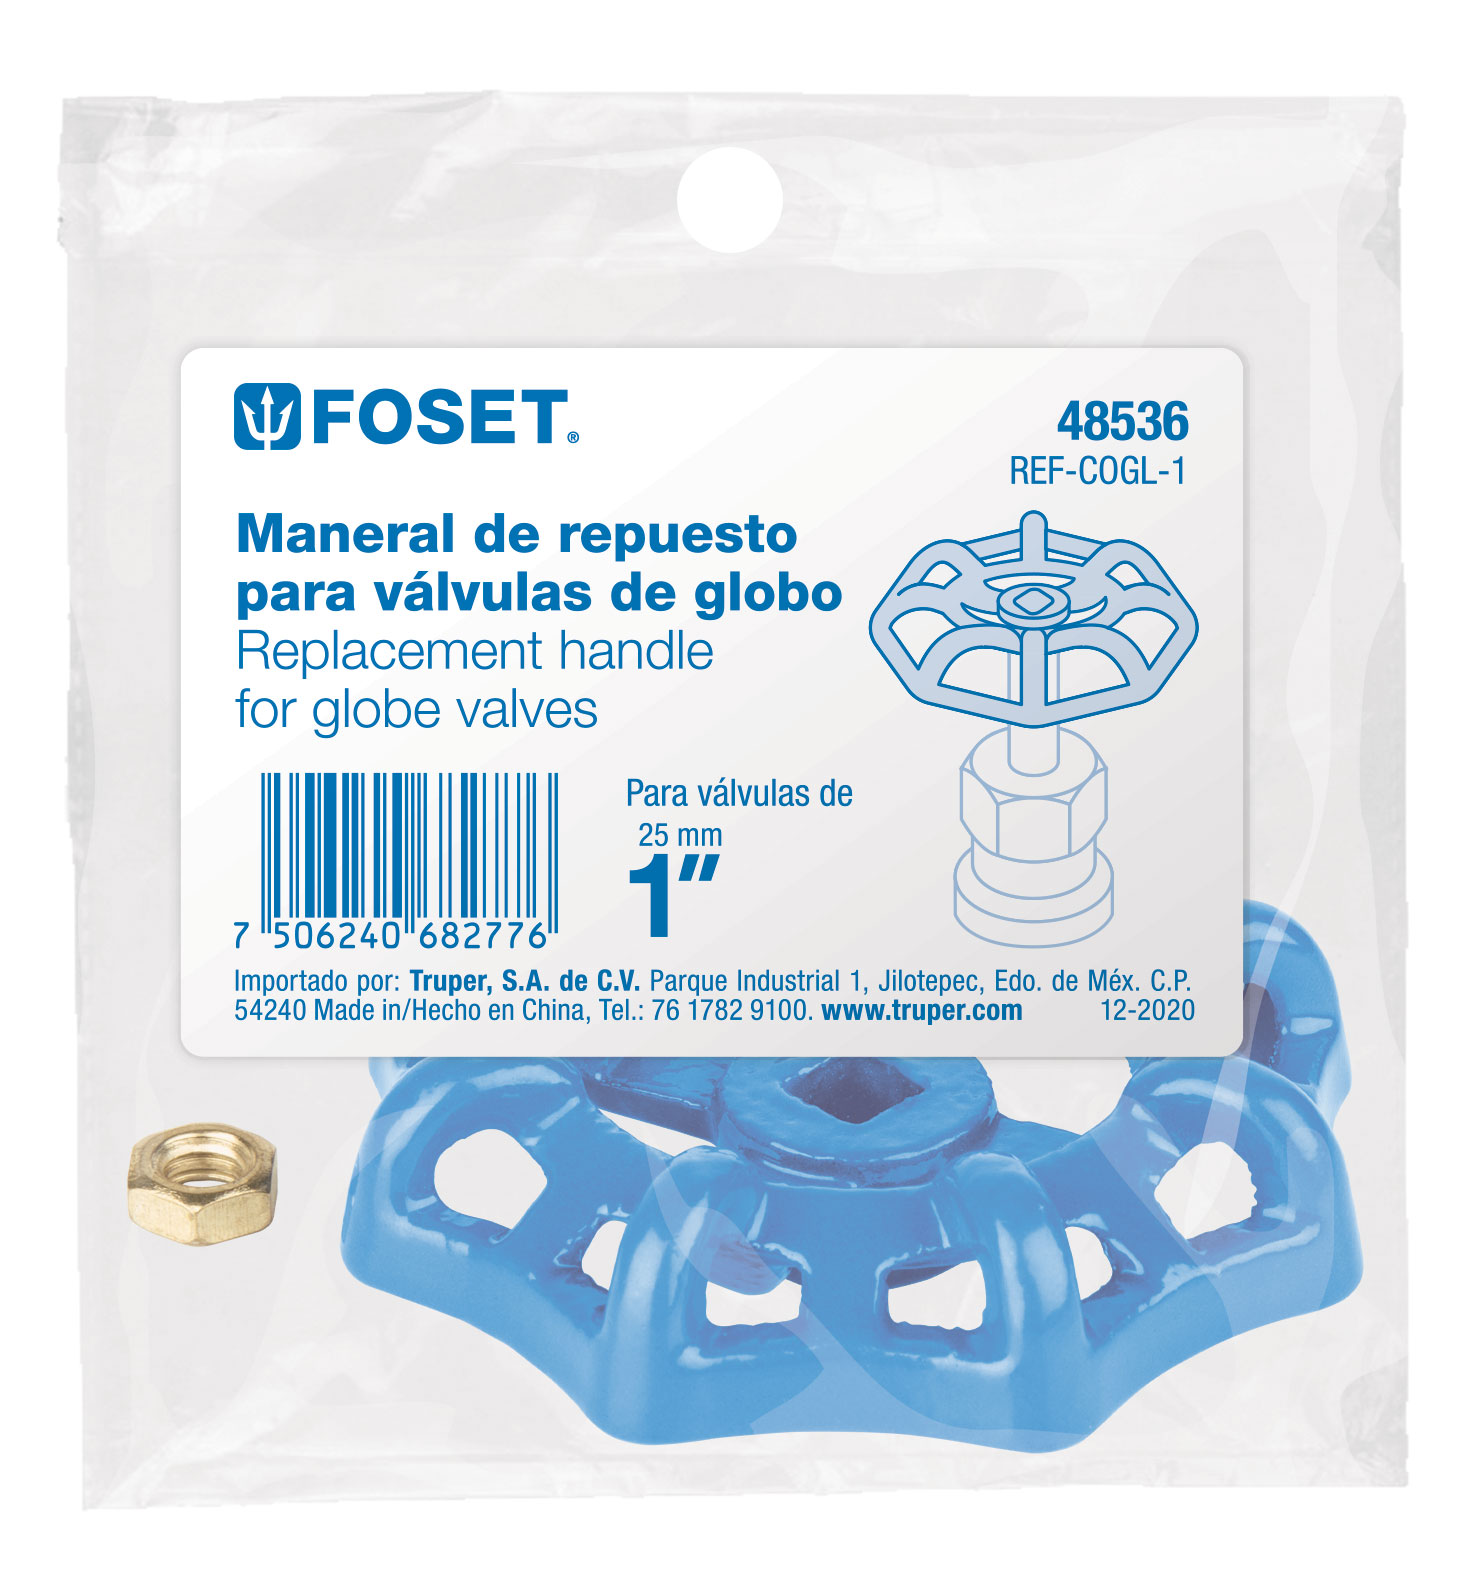 FOSET®
48536
REF-COGL-1
Maneral de repuesto
para válvulas de globo
Replacement handle
for globe valves
Para válvulas de
25 mm
1"
7 506240 682776
Importado por: Truper, S.A. de C.V. Parque Industrial 1, Jilotepec, Edo. de Méx. C.P.
54240 Made in/Hecho en China, Tel.: 76 1782 9100. www.truper.com 12-2020